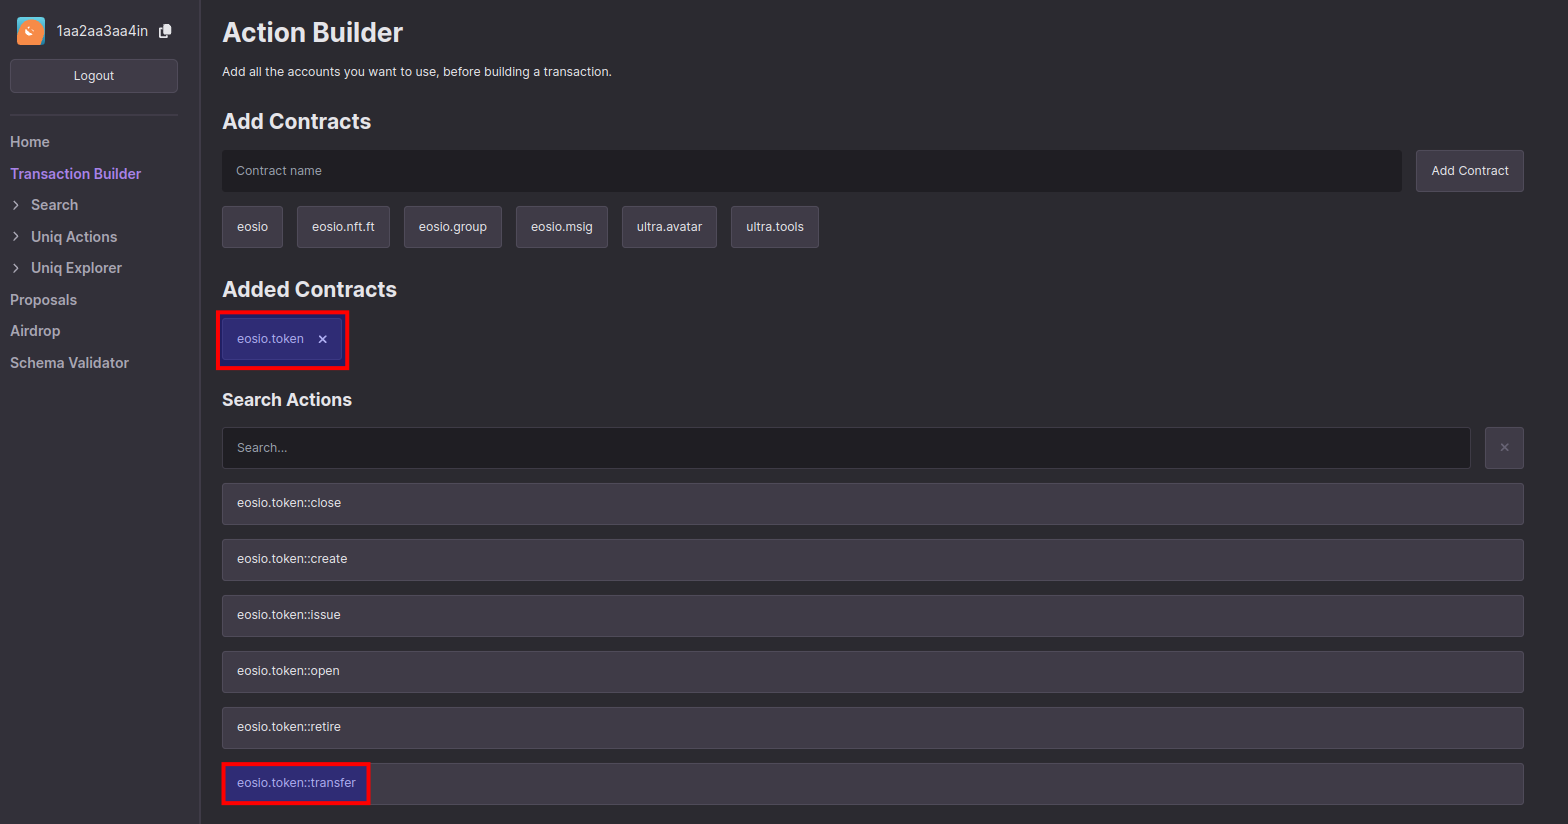 1aa2aa3aa4in
Logout
Home
Transaction Builder
Search
Uniq Actions
Uniq Explorer
Proposals
Airdrop
Schema Validator
Action Builder
Add all the accounts you want to use, before building a transaction.
Add Contracts
Contract name
Add Contract
eosio eosio.nft.ft eosio.group eosio.msig ultra.avatar ultra.tools
Added Contracts
eosio.token ×
Search Actions
Search... ×
eosio.token::close
eosio.token::create
eosio.token::issue
eosio.token::open
eosio.token::retire
eosio.token::transfer